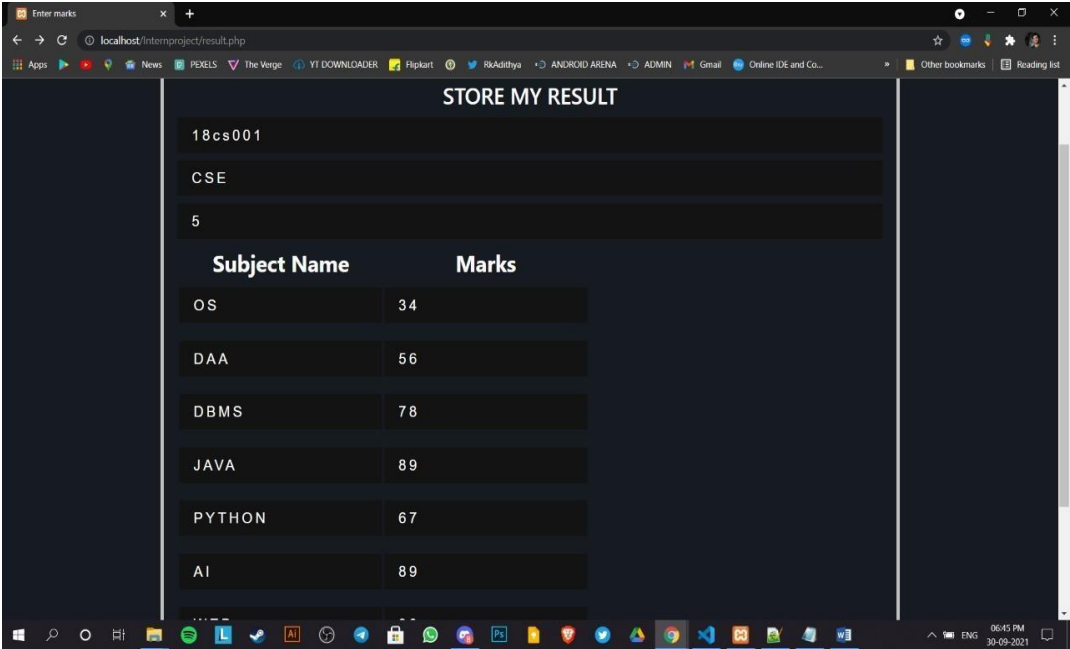 Enter marks
localhost/Internproject/result.php
Apps News PEXELS The Verge YT DOWNLOADER Flipkart RkAdithya ANDROID ARENA ADMIN Gmail Online IDE and Co... » Other bookmarks Reading list
STORE MY RESULT
18cs001
CSE
5
Subject Name Marks
OS 34
DAA 56
DBMS 78
JAVA 89
PYTHON 67
AI 89
L Ai Ps W ENG 06:45 PM
30-09-2021